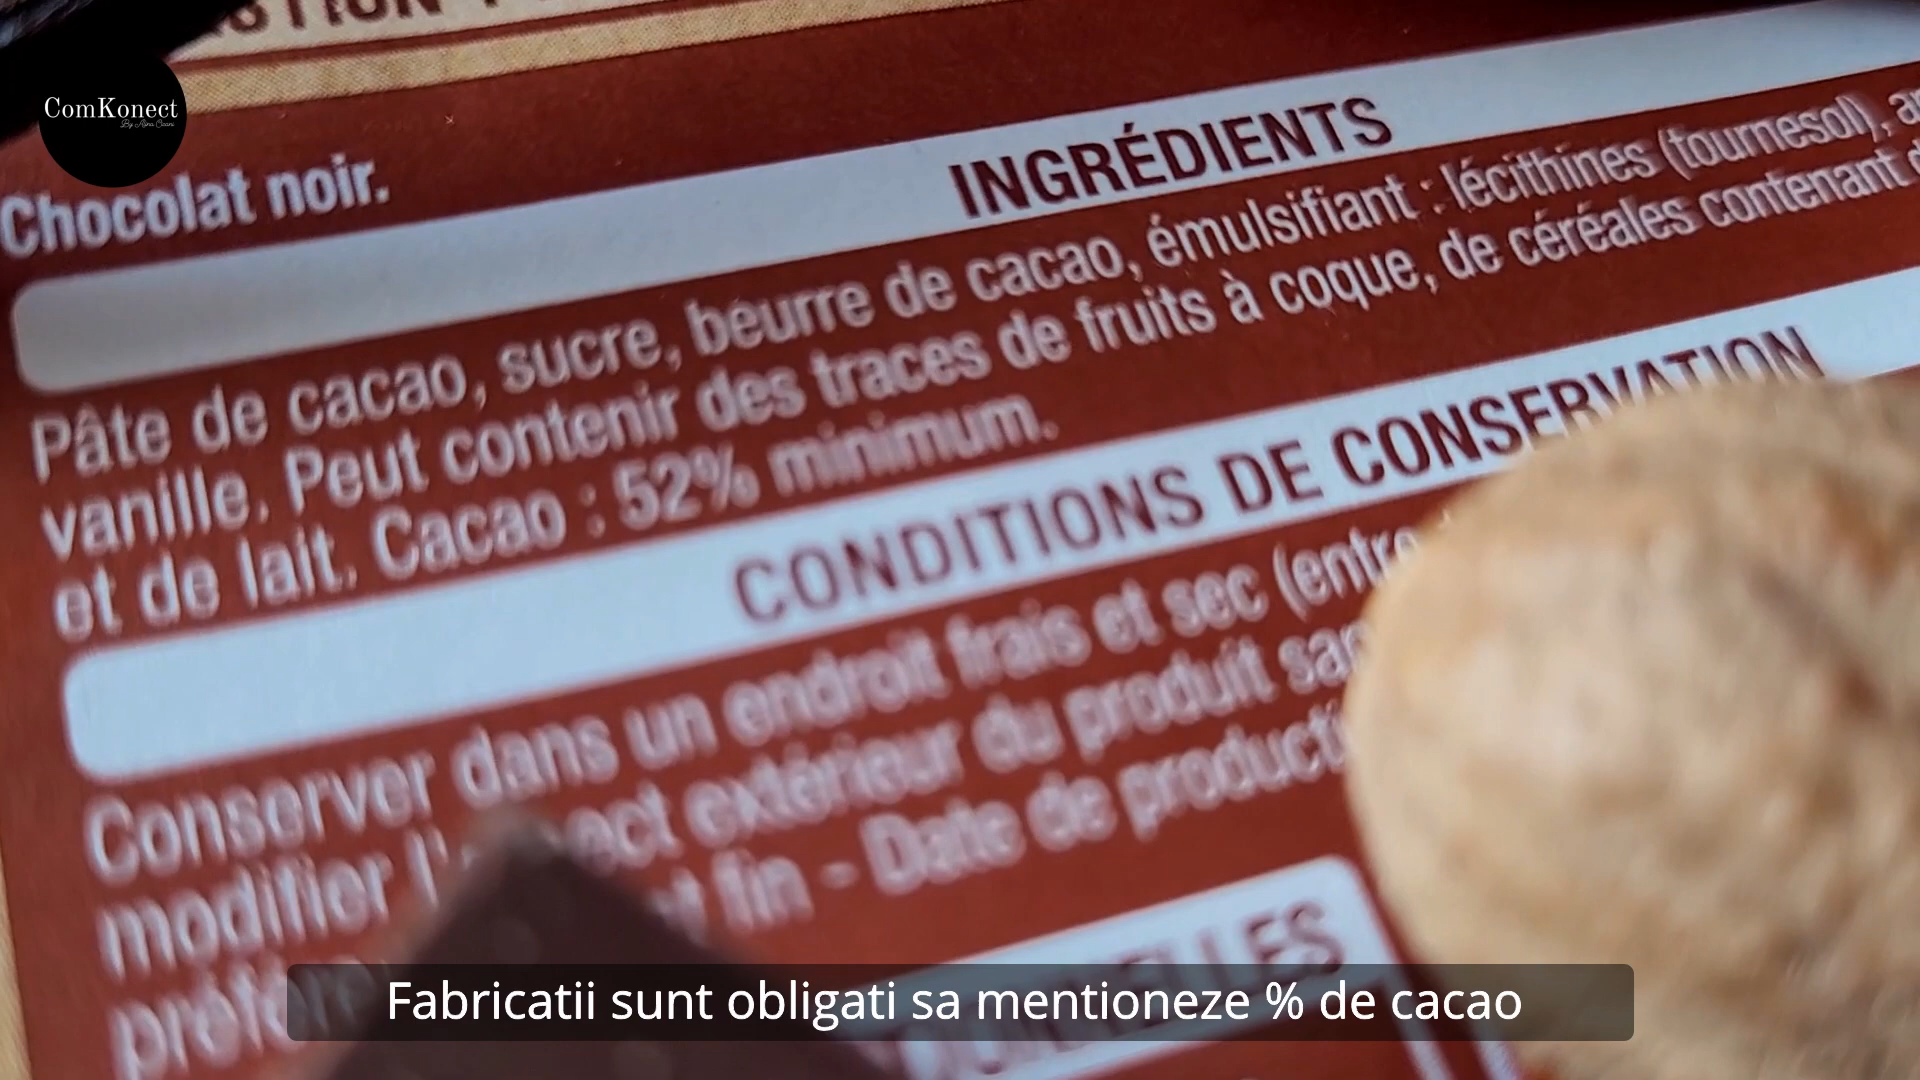 ComKonect
Chocolat noir.
INGRÉDIENTS
Pâte de cacao, sucre, beurre de cacao, émulsifiant : lécithines (tournesol),
vanille. Peut contenir des traces de fruits à coque, de céréales contenant
et de lait. Cacao : 52% minimum.
CONDITIONS DE CONSERVATION
Conserver dans un endroit frais et sec (entre
modifier extérieur du produit
fin - Date de
Fabricatii sunt obligati sa mentioneze % de cacao